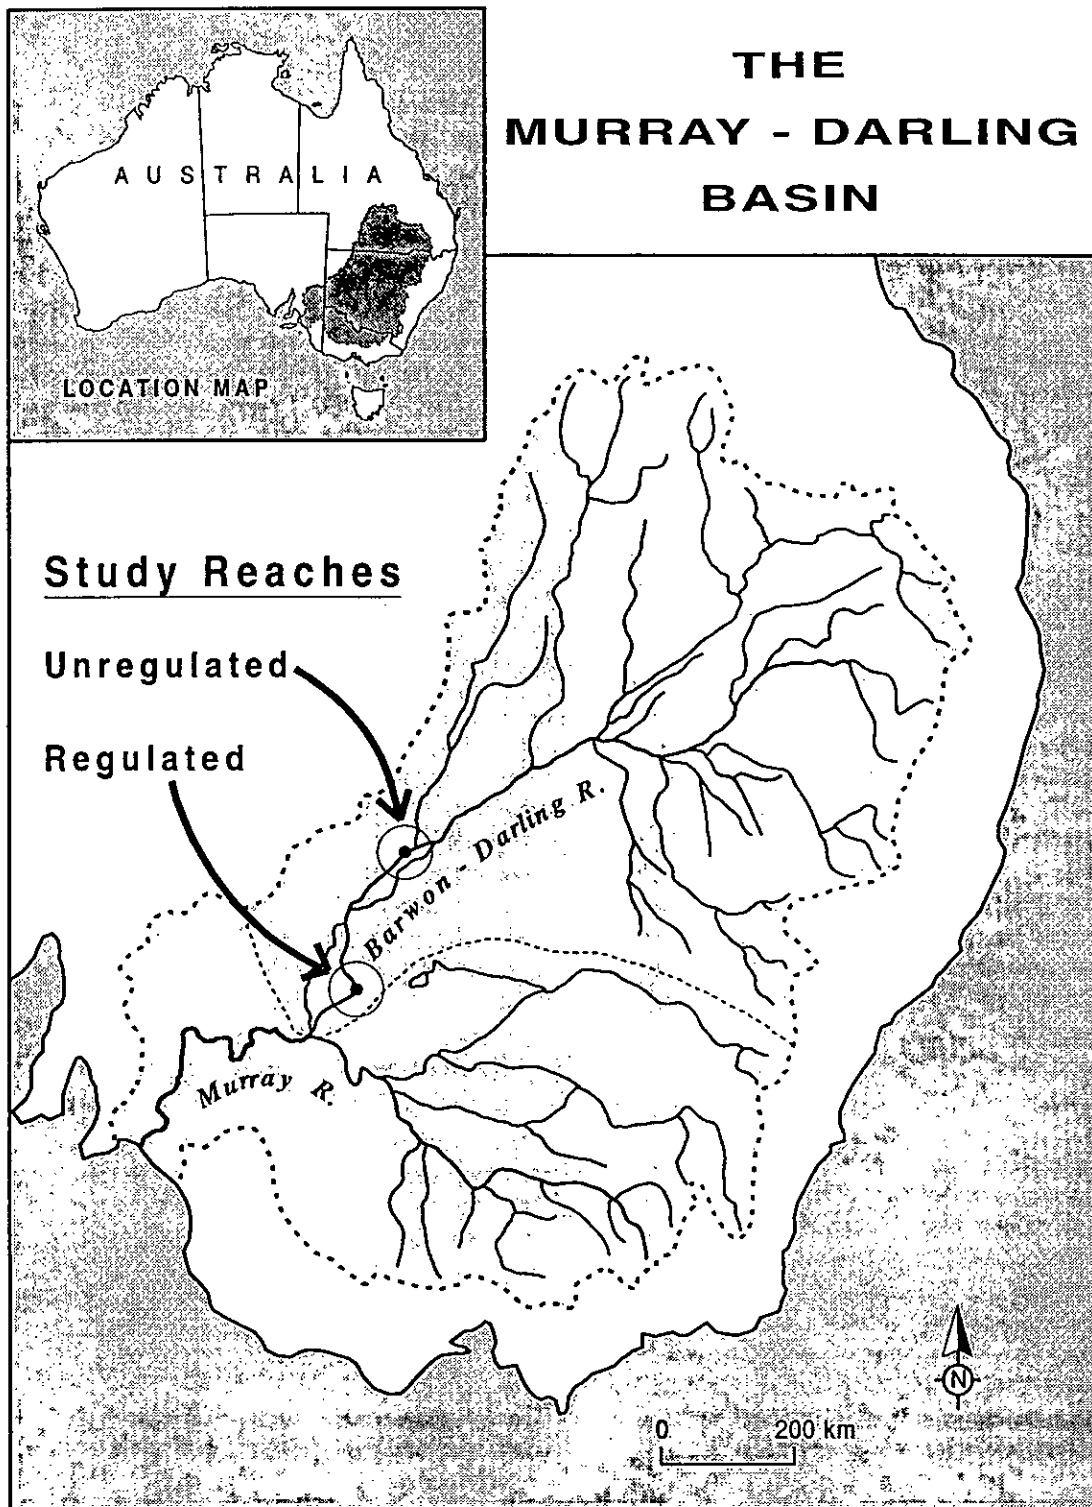 THE
MURRAY - DARLING
BASIN
AUSTRALIA
LOCATION MAP
Study Reaches
Unregulated
Regulated
Barwon - Darling R.
Murray R.
N
0 200 km